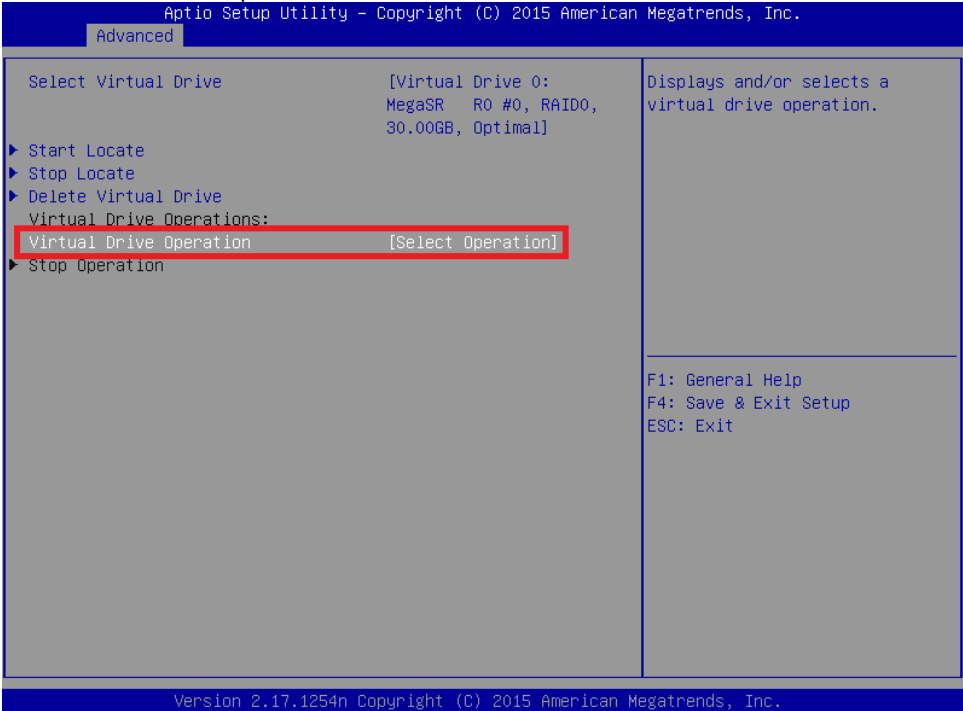 Aptio Setup Utility – Copyright (C) 2015 American Megatrends, Inc.
Advanced
Select Virtual Drive [Virtual Drive 0:
MegaSR R0 #0, RAID0,
30.00GB, Optimal]
Start Locate
Stop Locate
Delete Virtual Drive
Virtual Drive Operations:
Virtual Drive Operation [Select Operation]
Stop Operation
Displays and/or selects a
virtual drive operation.
F1: General Help
F4: Save & Exit Setup
ESC: Exit
Version 2.17.1254n Copyright (C) 2015 American Megatrends, Inc.